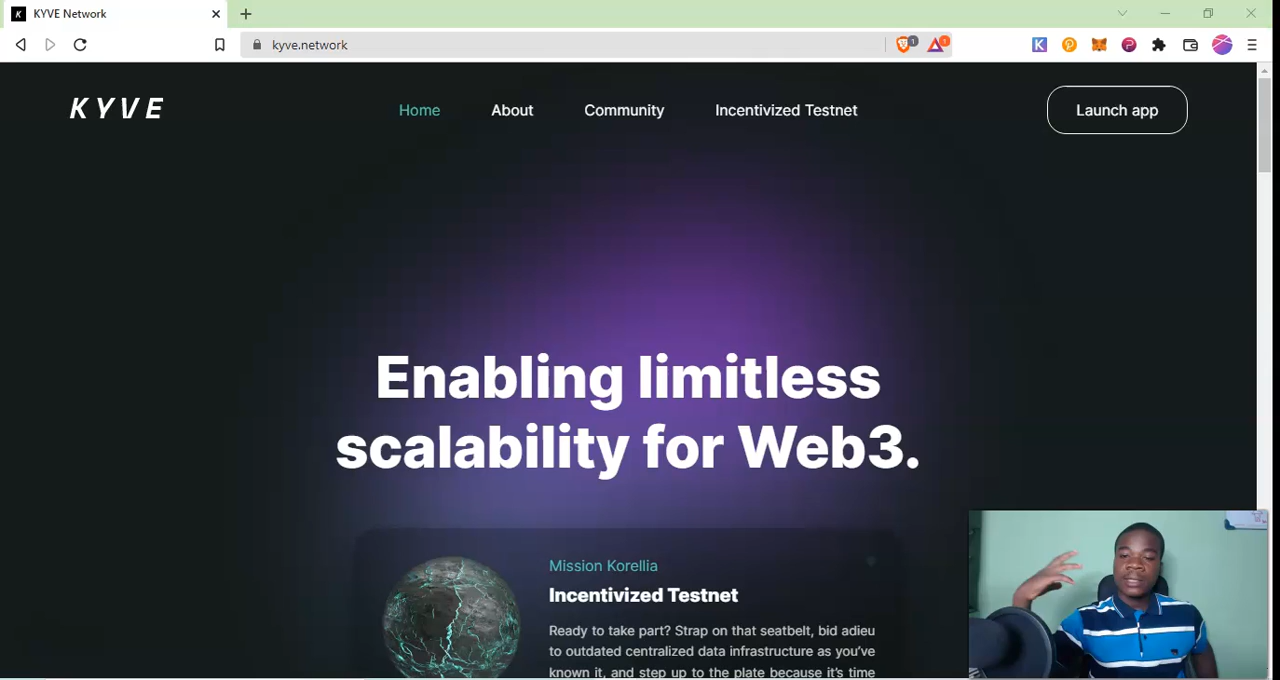 KYVE Network
kyve.network
1
1
KYVE
Home
About
Community
Incentivized Testnet
Launch app
Enabling limitless
scalability for Web3.
Mission Korellia
Incentivized Testnet
Ready to take part? Strap on that seatbelt, bid adieu
to outdated centralized data infrastructure as you’ve
known it, and step up to the plate because it’s time